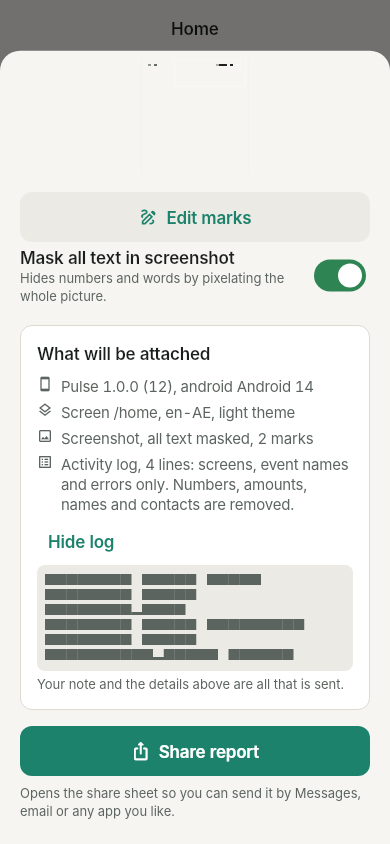 Home
Edit marks
Mask all text in screenshot
Hides numbers and words by pixelating the
whole picture.
What will be attached
Pulse 1.0.0 (12), android Android 14
Screen /home, en-AE, light theme
Screenshot, all text masked, 2 marks
Activity log, 4 lines: screens, event names
and errors only. Numbers, amounts,
names and contacts are removed.
Hide log
Your note and the details above are all that is sent.
Share report
Opens the share sheet so you can send it by Messages,
email or any app you like.